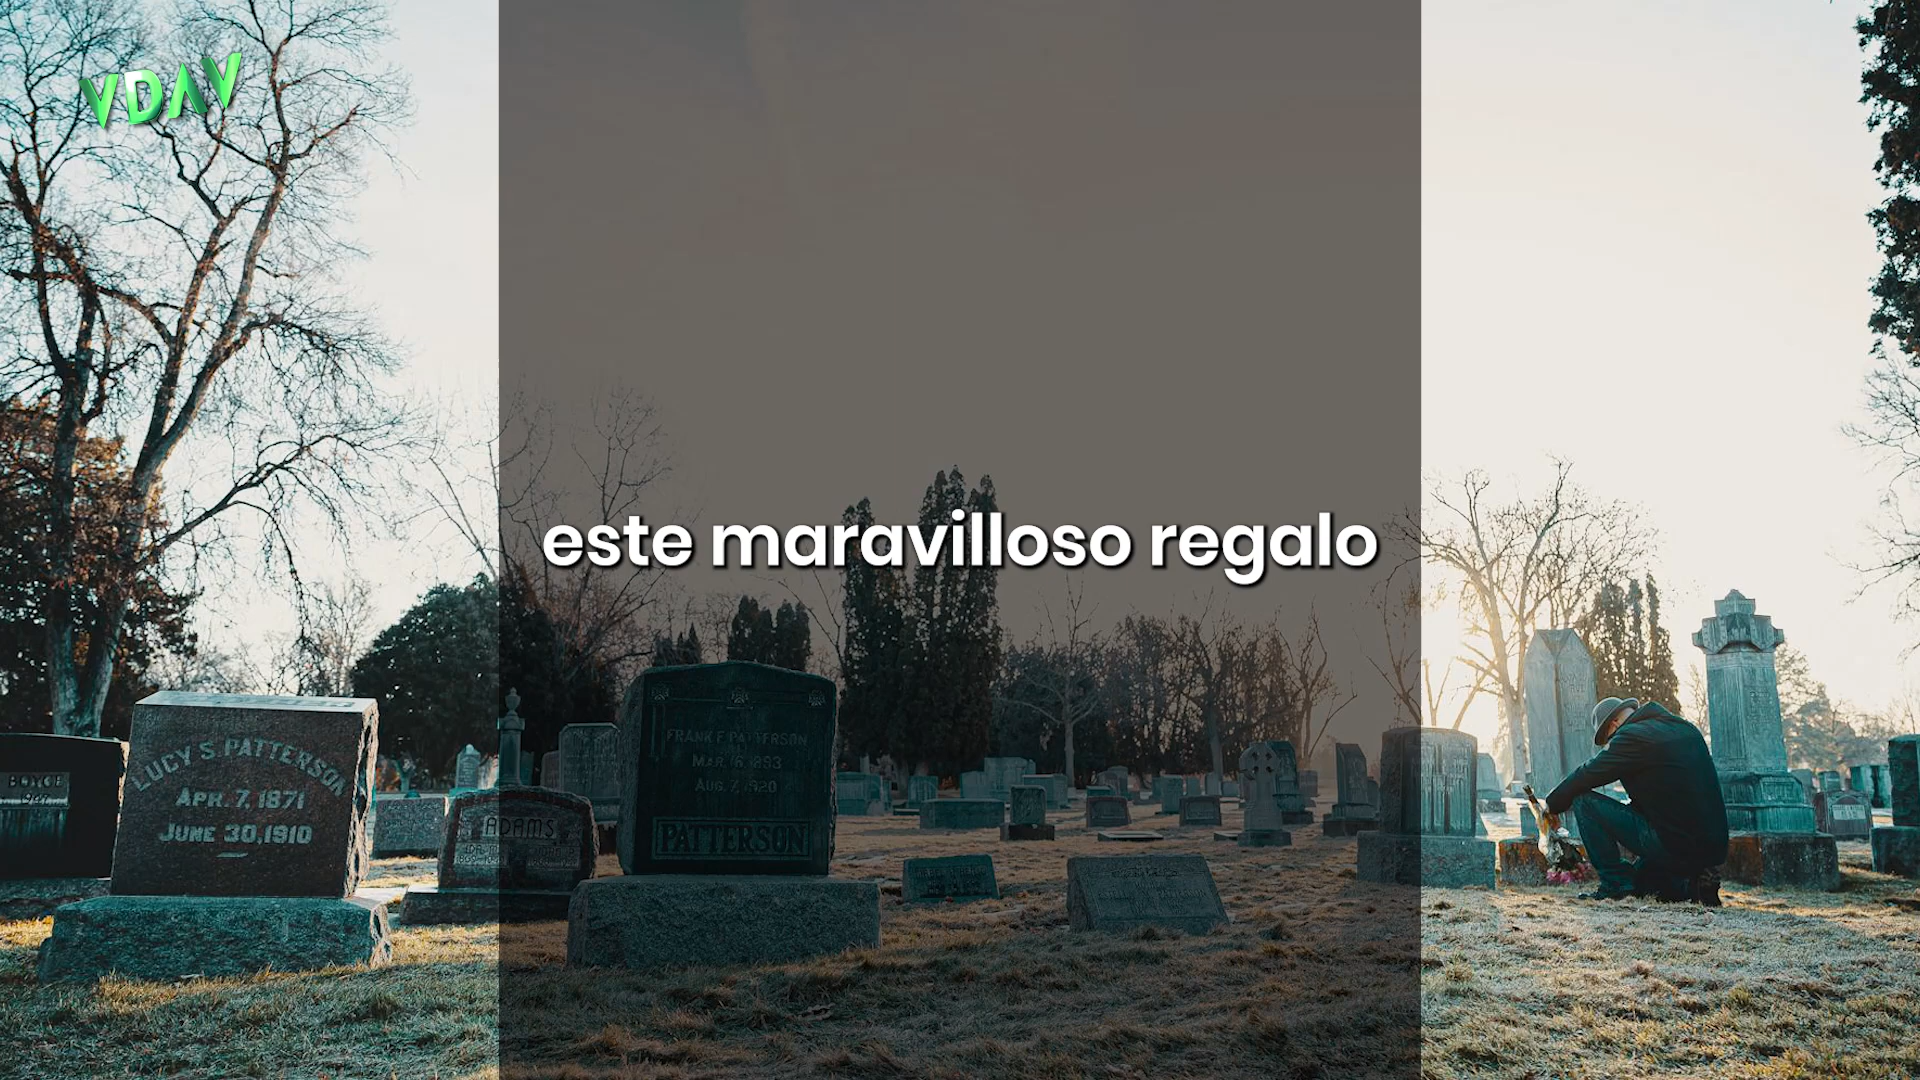 VDAV
este maravilloso regalo
LUCY S. PATTERSON
APR. 7, 1871
JUNE 30, 1910
BOYCE
ADAMS
FRANK F. PATTERSON
MAR. 16, 1893
AUG. 7, 1920
PATTERSON